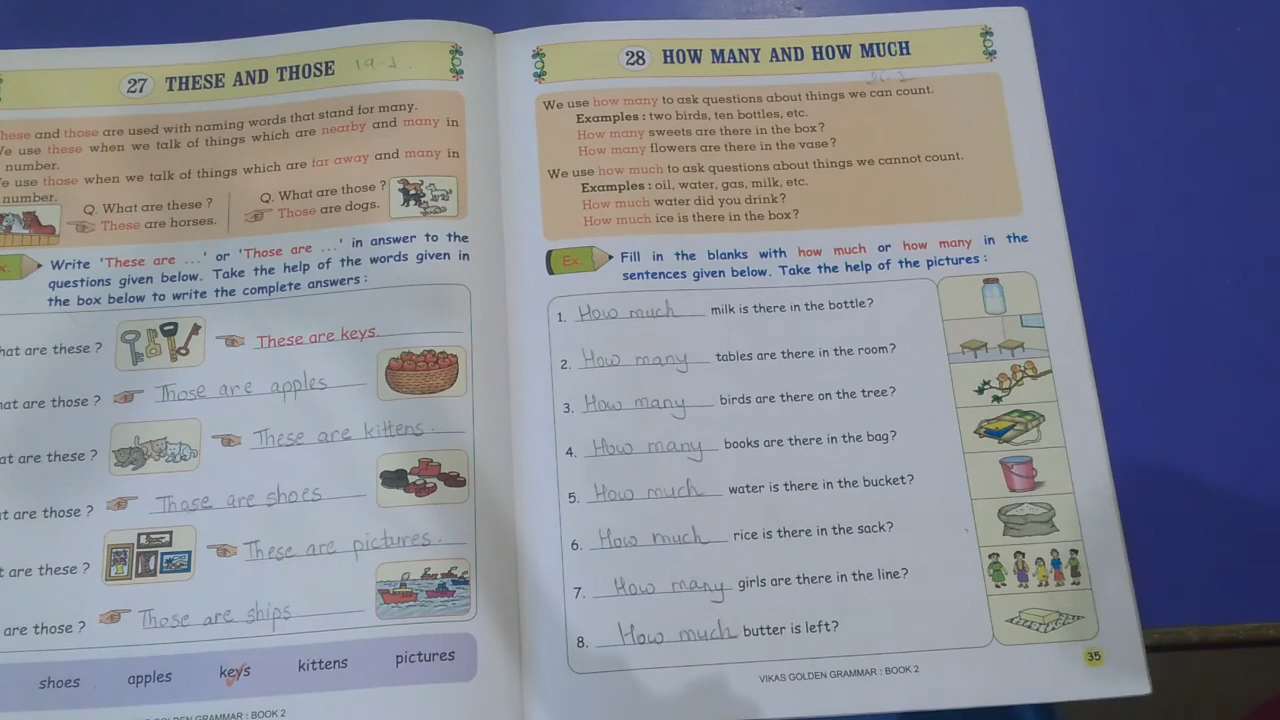 27 THESE AND THOSE 19-1
These and those are used with naming words that stand for many.
We use these when we talk of things which are nearby and many in
number.
We use those when we talk of things which are far away and many in
number.
Q. What are these ?
These are horses.
Q. What are those ?
Those are dogs.
Write 'These are ...' or 'Those are ...' in answer to the
questions given below. Take the help of the words given in
the box below to write the complete answers :
hat are these ? These are keys.
hat are those ? Those are apples
at are these ? These are kittens.
t are those ? Those are shoes
t are these ? These are pictures.
are those ? Those are ships
shoes apples keys kittens pictures
GOLDEN GRAMMAR : BOOK 2
28 HOW MANY AND HOW MUCH
We use how many to ask questions about things we can count.
Examples : two birds, ten bottles, etc.
How many sweets are there in the box?
How many flowers are there in the vase?
We use how much to ask questions about things we cannot count.
Examples : oil, water, gas, milk, etc.
How much water did you drink?
How much ice is there in the box?
Ex. Fill in the blanks with how much or how many in the
sentences given below. Take the help of the pictures :
1. How much milk is there in the bottle?
2. How many tables are there in the room?
3. How many birds are there on the tree?
4. How many books are there in the bag?
5. How much water is there in the bucket?
6. How much rice is there in the sack?
7. How many girls are there in the line?
8. How much butter is left?
VIKAS GOLDEN GRAMMAR : BOOK 2
35